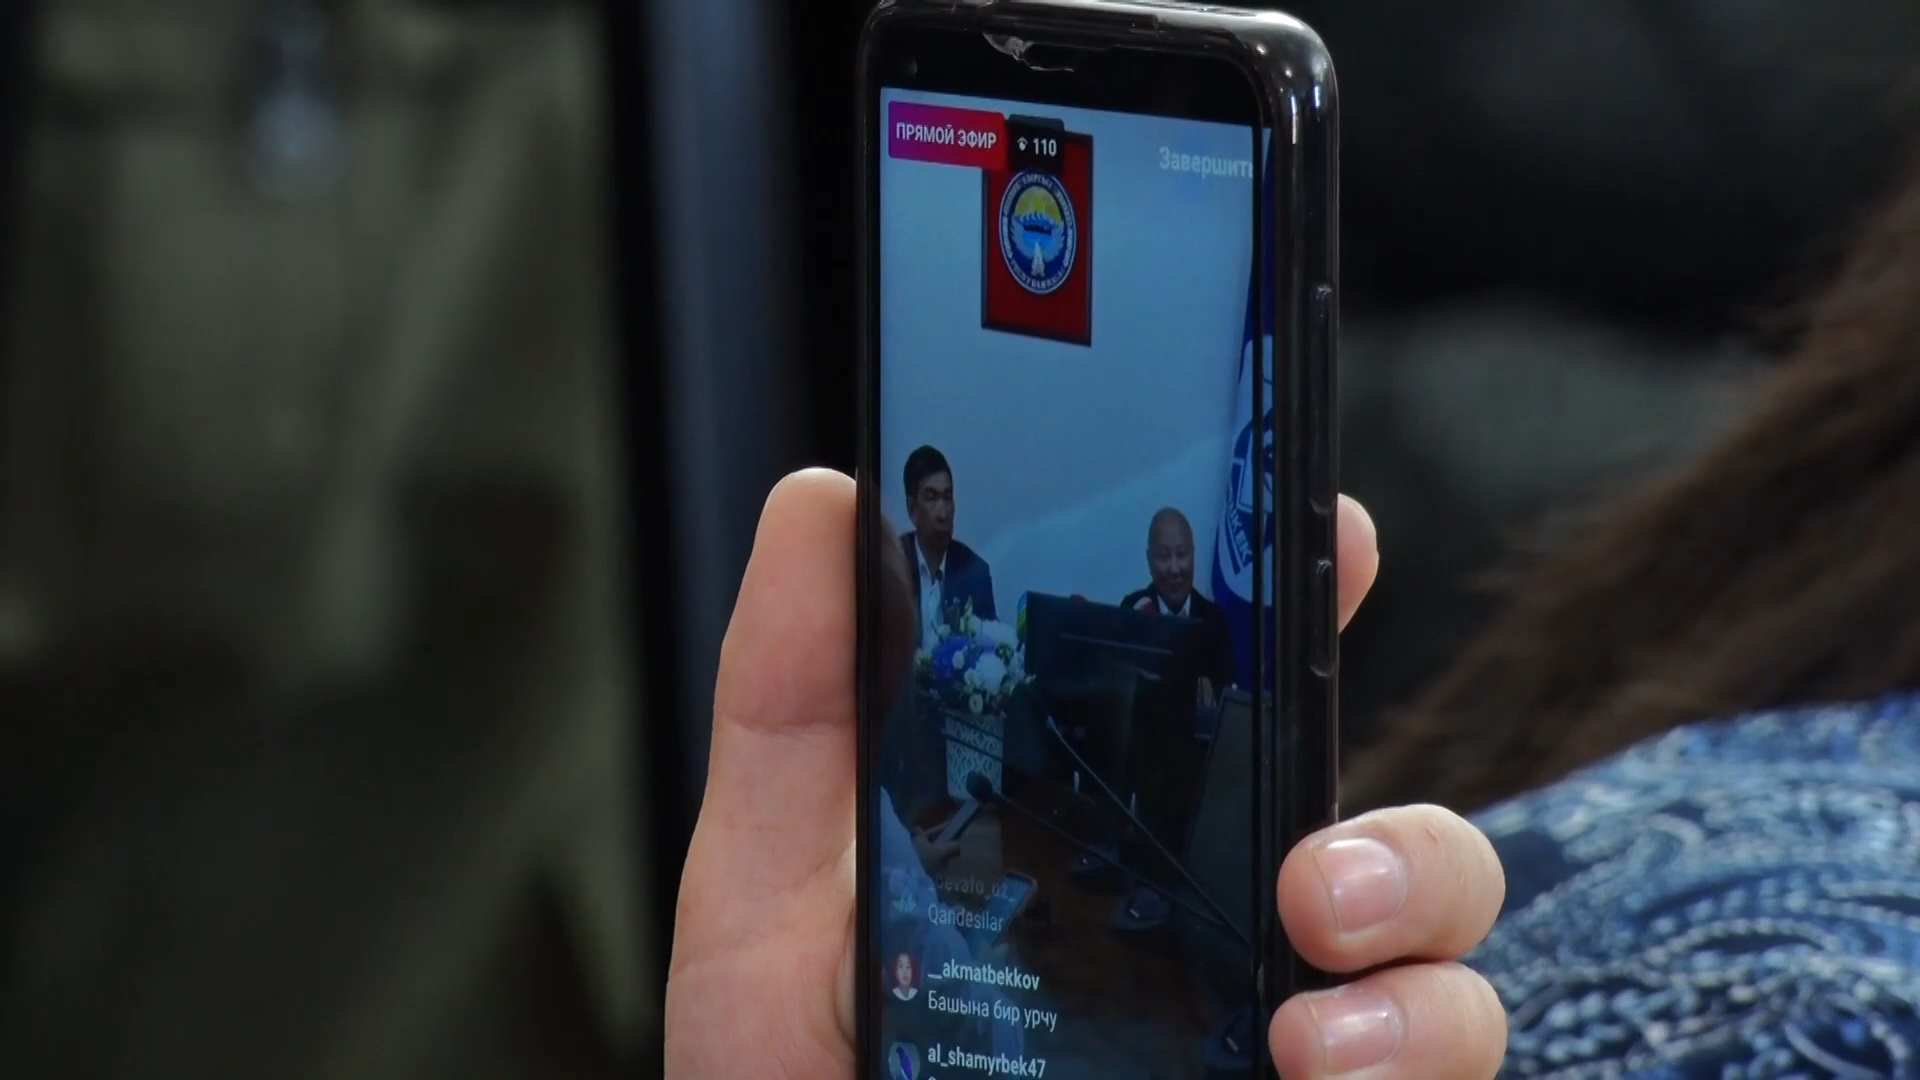 ПРЯМОЙ ЭФИР
110
Завершить
Qandesilar
__akmatbekkov
Башына бир урчу
al_shamyrbek47